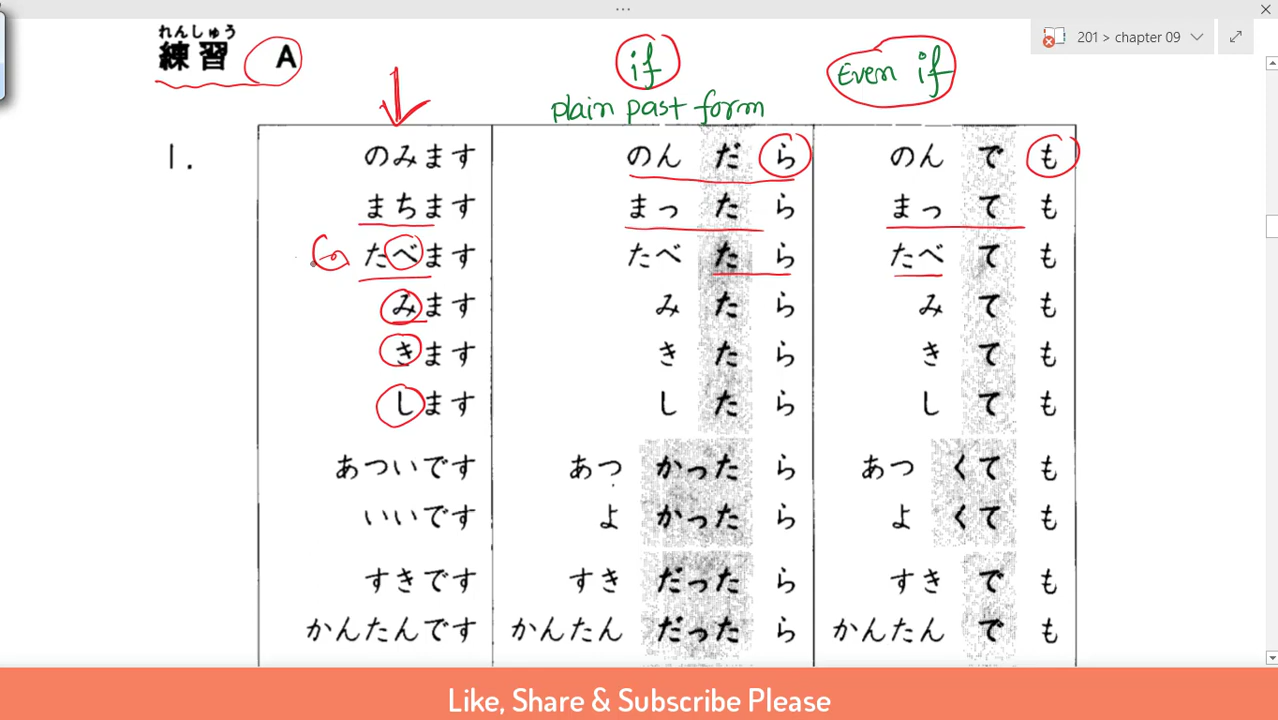 れんしゅう
練習 A
201 > chapter 09
if
Even if
plain past form
1.
のみます のんだら のんでも
まちます まったら まっても
たべます たべたら たべても
みます みたら みても
きます きたら きても
します したら しても
あついです あつかったら あつくても
いいです よかったら よくても
すきです すきだったら すきでも
かんたんです かんたんだったら かんたんでも
Like, Share & Subscribe Please